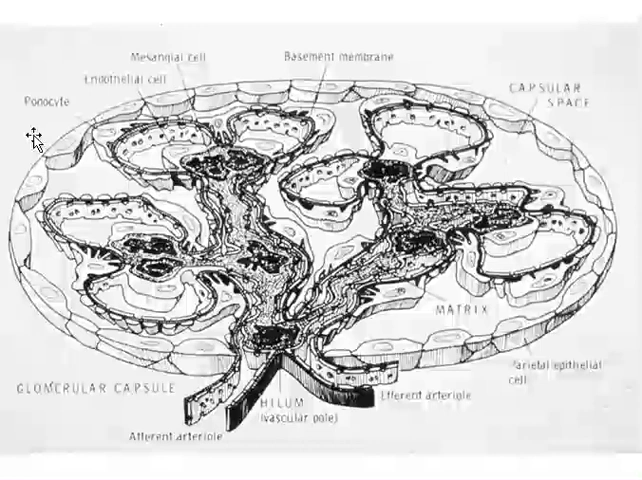 Mesangial cell
Basement membrane
Endothelial cell
CAPSULAR
SPACE
Podocyte
MATRIX
Parietal epithelial
cell
GLOMERULAR CAPSULE
HILUM
(vascular pole)
Efferent arteriole
Afferent arteriole